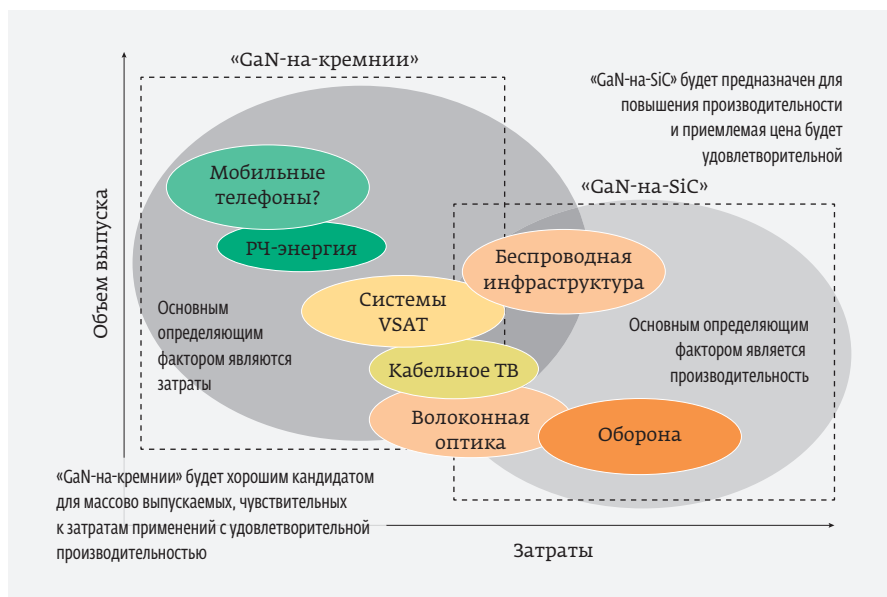 «GaN-на-кремнии»
«GaN-на-SiC» будет предназначен для
повышения производительности
и приемлемая цена будет
удовлетворительной
«GaN-на-SiC»
Объем выпуска
Мобильные
телефоны?
РЧ-энергия
Беспроводная
инфраструктура
Системы
VSAT
Основным
определяющим
фактором являются
затраты
Основным определяющим
фактором является
производительность
Кабельное ТВ
Волоконная
оптика
Оборона
«GaN-на-кремнии» будет хорошим кандидатом
для массово выпускаемых, чувствительных
к затратам применений с удовлетворительной
производительностью
Затраты